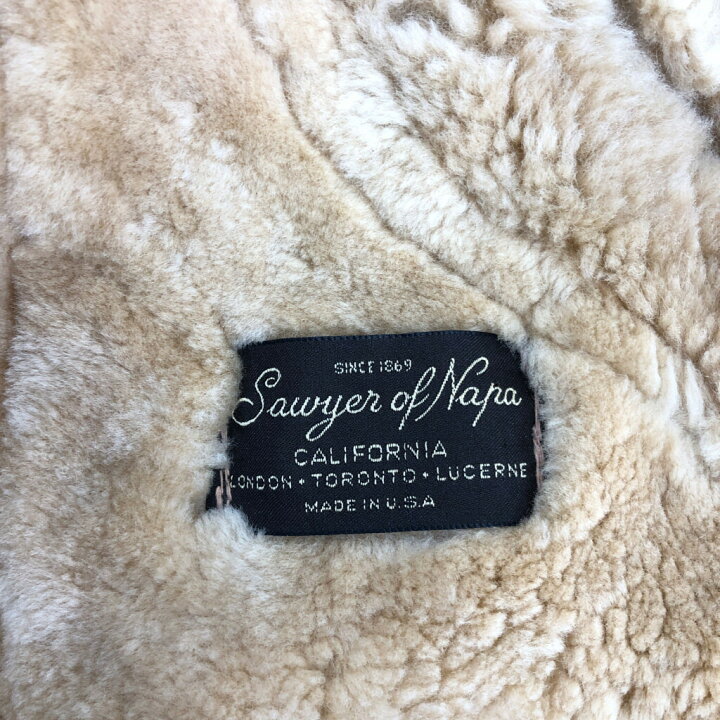 SINCE 1869
Sawyer of Napa
CALIFORNIA
LONDON • TORONTO • LUCERNE
MADE IN U.S.A